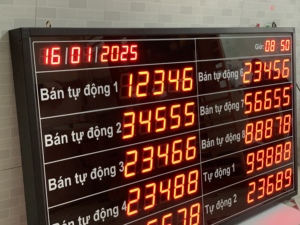 16|01|2025
Giờ: 08 50
Bán tự động 1 12346
Bán tự động 2 34555
Bán tự động 3 23466
Bán tự động 4 23488
Bán tự động 6 23456
Bán tự động 7 56655
Bán tự động 8 88878
Tự động 1 99888
Tự động 2 23689